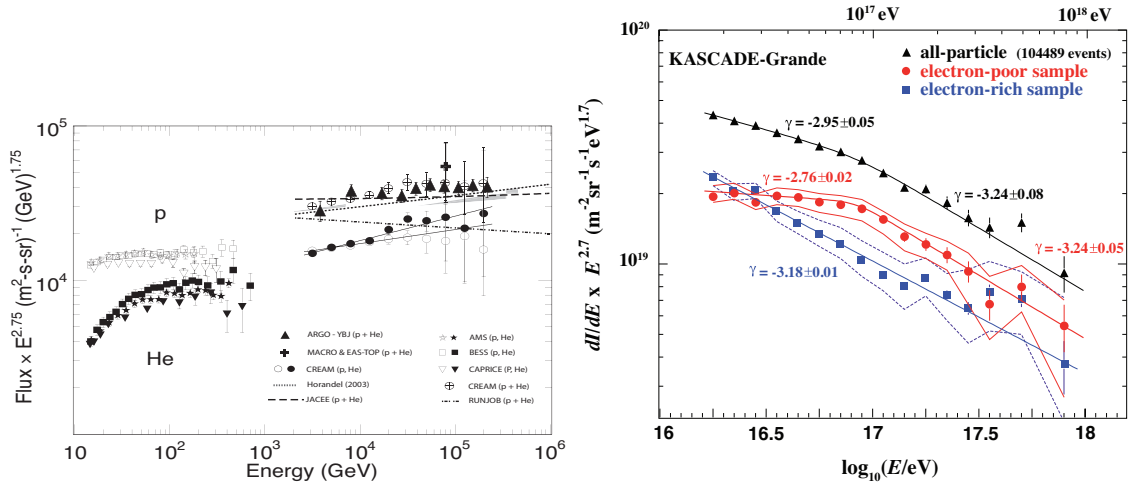 Flux × E^2.75 (m²-s-sr)^-1 (GeV)^1.75
10^5
10^4
p
He
ARGO - YBJ (p + He)
MACRO & EAS-TOP (p + He)
CREAM (p, He)
Horandel (2003)
JACEE (p + He)
AMS (p, He)
BESS (p, He)
CAPRICE (P, He)
CREAM (p + He)
RUNJOB (p + He)
10 10^2 10^3 10^4 10^5 10^6
Energy (GeV)
10^17 eV 10^18 eV
dI/dE x E^2.7 (m^-2 sr^-1 s^-1 eV^1.7)
10^20
10^19
KASCADE-Grande
all-particle (104489 events)
electron-poor sample
electron-rich sample
γ = -2.95±0.05
γ = -2.76±0.02
γ = -3.24±0.08
γ = -3.24±0.05
γ = -3.18±0.01
16 16.5 17 17.5 18
log₁₀(E/eV)